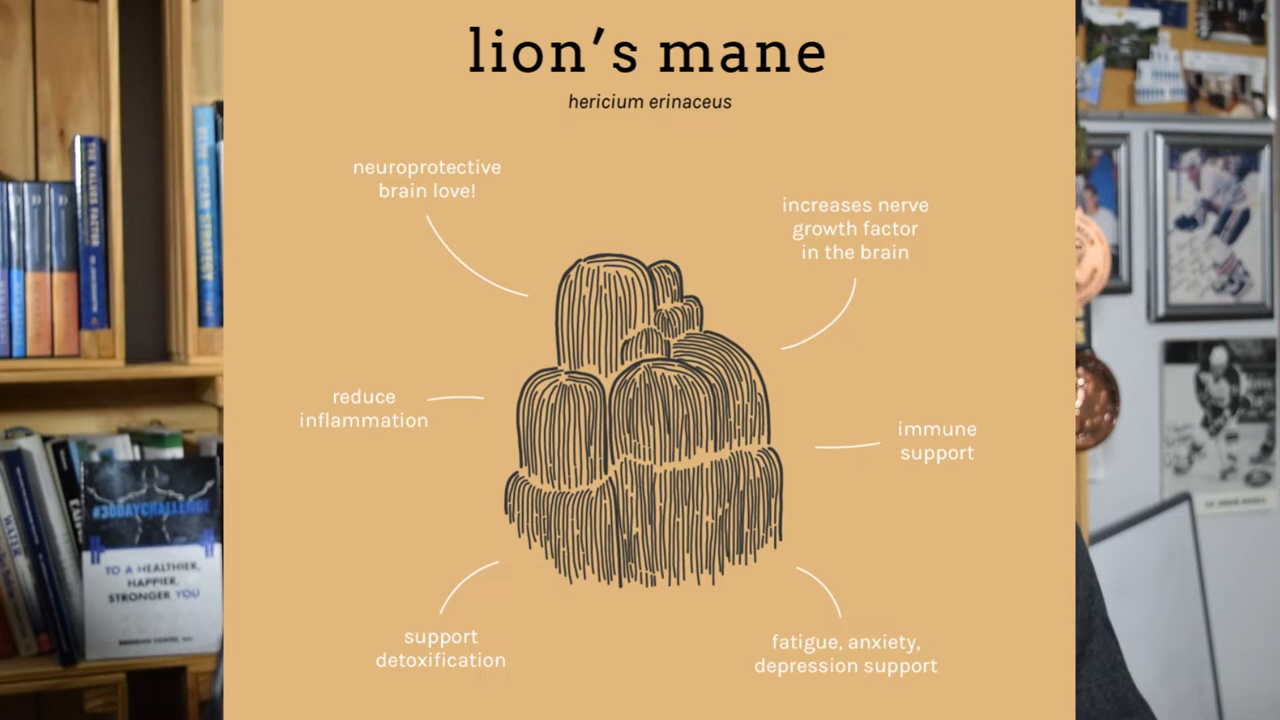 lion's mane
hericium erinaceus
neuroprotective
brain love!
increases nerve
growth factor
in the brain
reduce
inflammation
immune
support
support
detoxification
fatigue, anxiety,
depression support
THE VALUES FACTOR
OCEAN STRATEGY
#30DAYCHALLENGE
TO A HEALTHIER,
HAPPIER,
STRONGER YOU
WATER